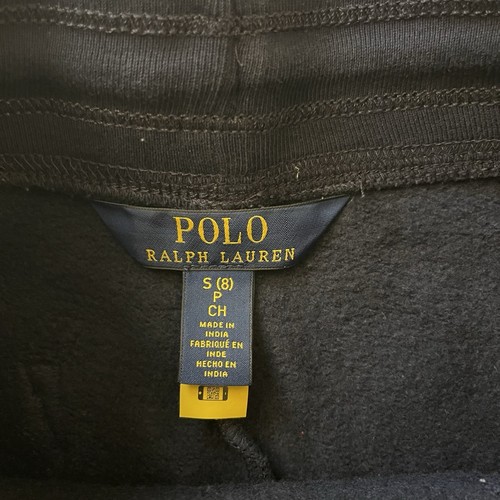 POLO
RALPH LAUREN
S (8)
P
CH
MADE IN
INDIA
FABRIQUÉ EN
INDE
HECHO EN
INDIA